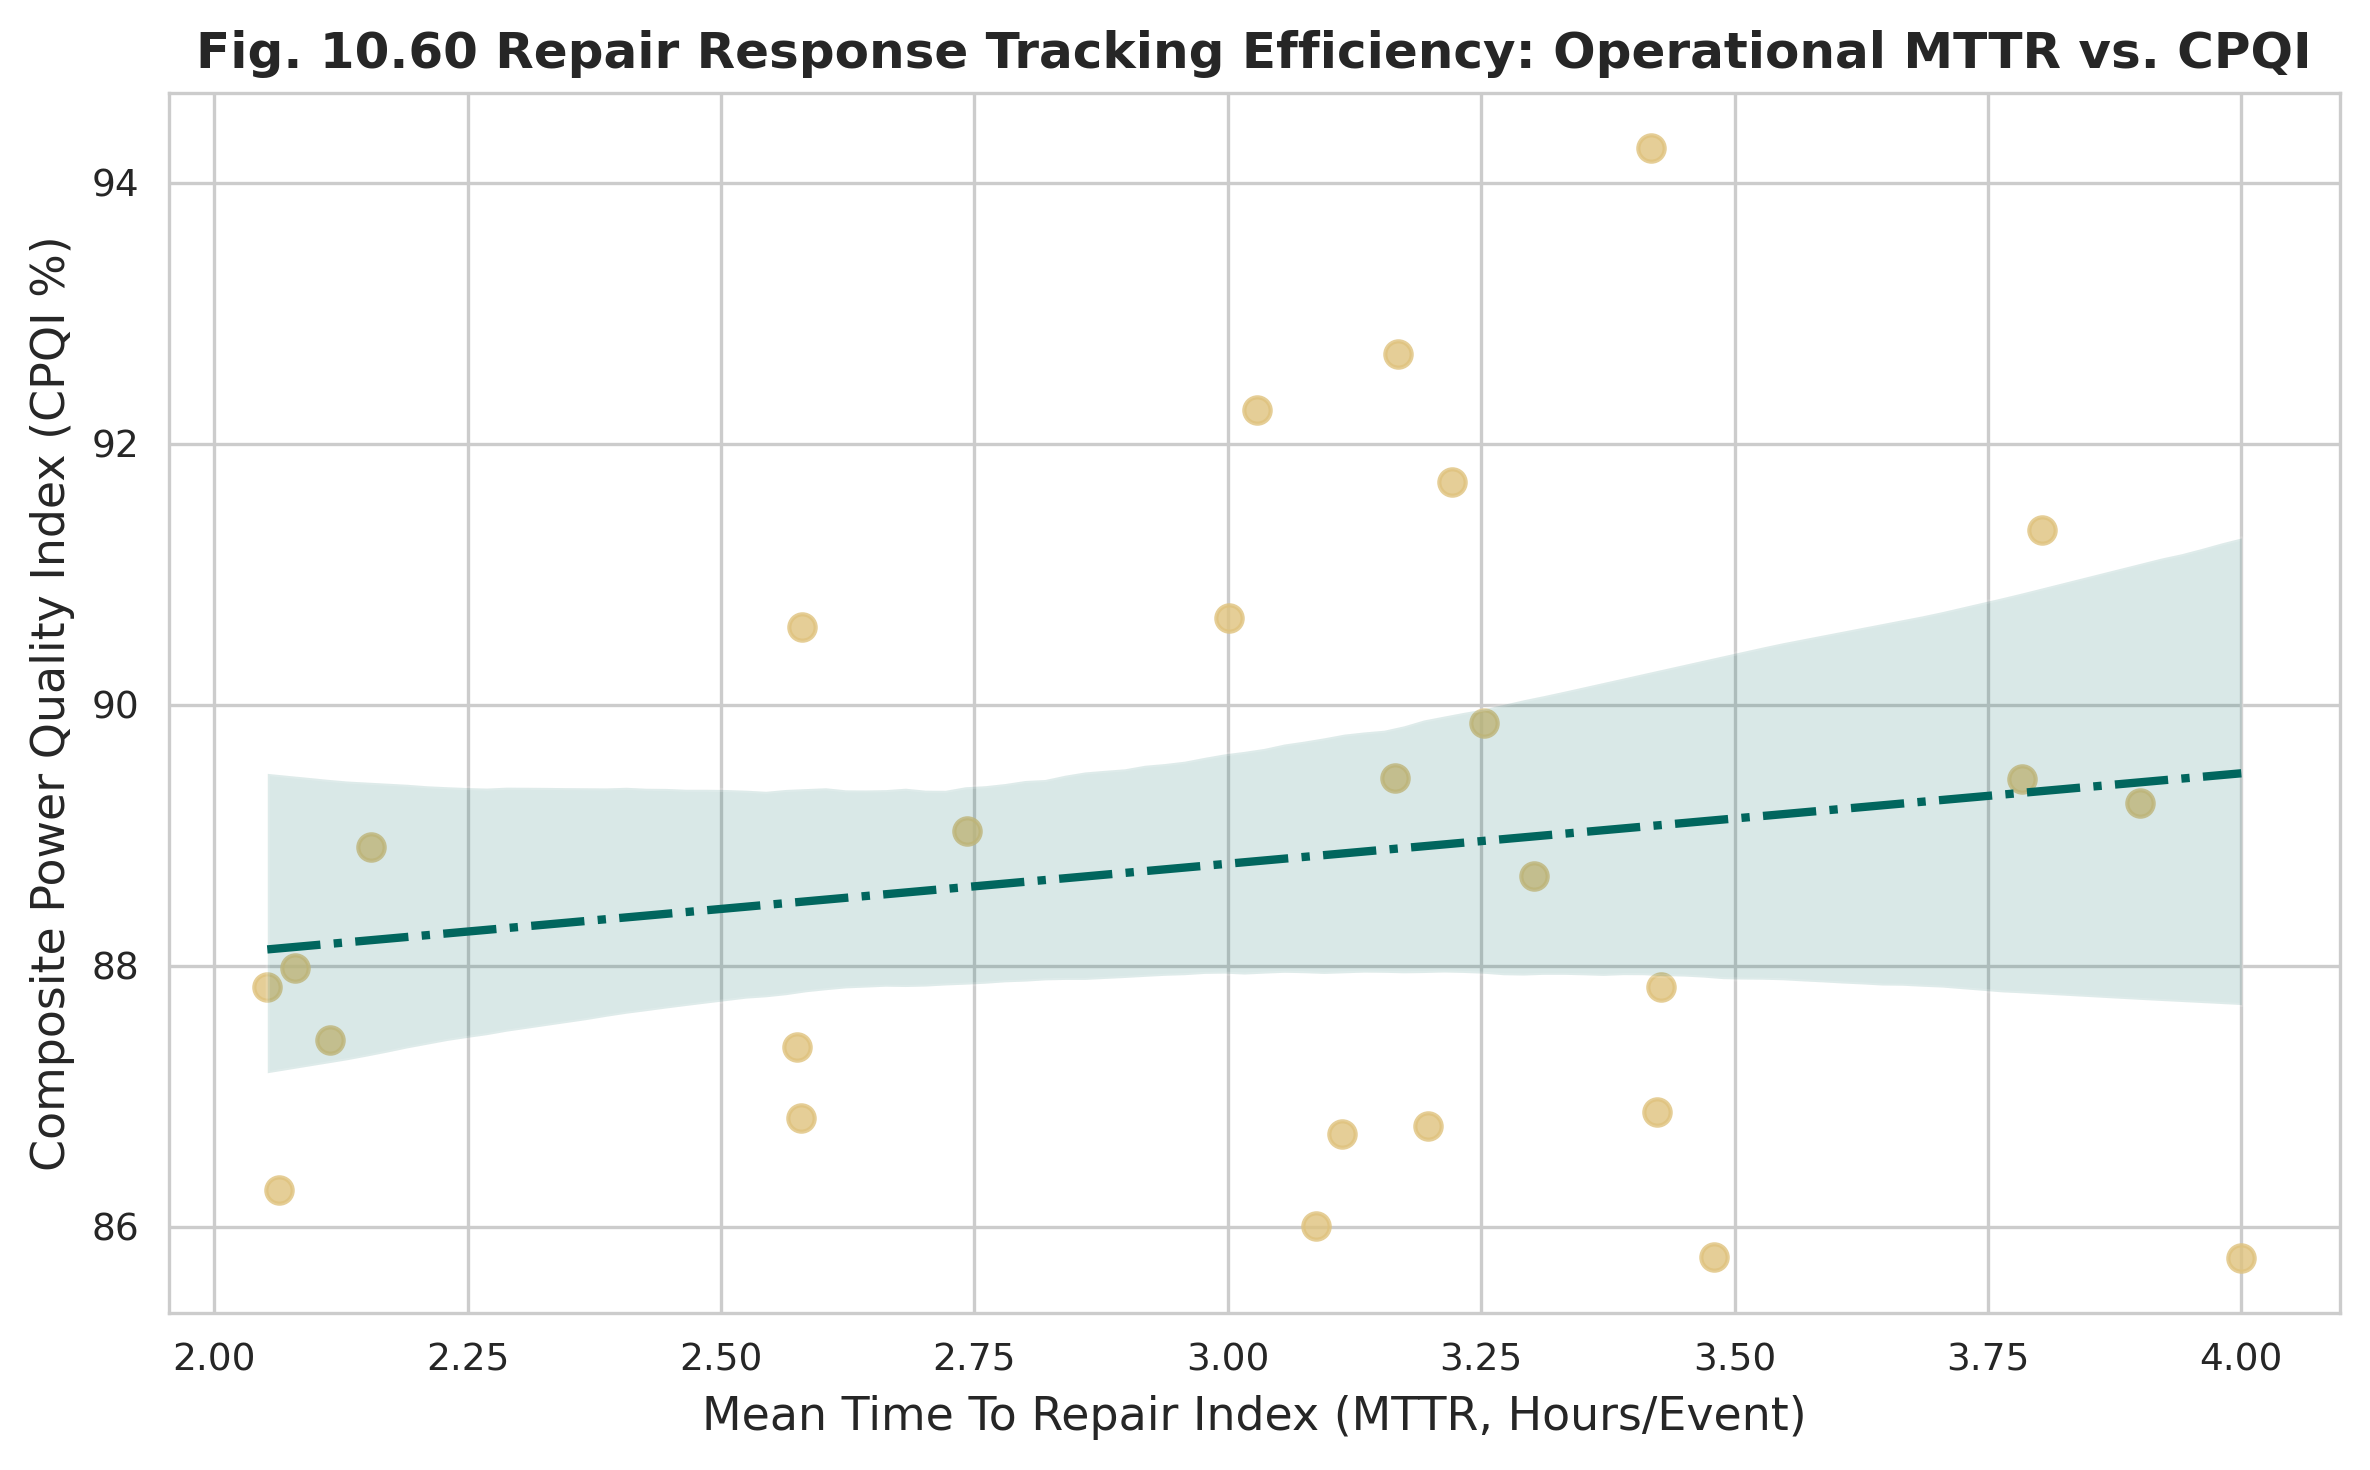 Fig. 10.60 Repair Response Tracking Efficiency: Operational MTTR vs. CPQI
Composite Power Quality Index (CPQI %)
94
92
90
88
86
2.00 2.25 2.50 2.75 3.00 3.25 3.50 3.75 4.00
Mean Time To Repair Index (MTTR, Hours/Event)